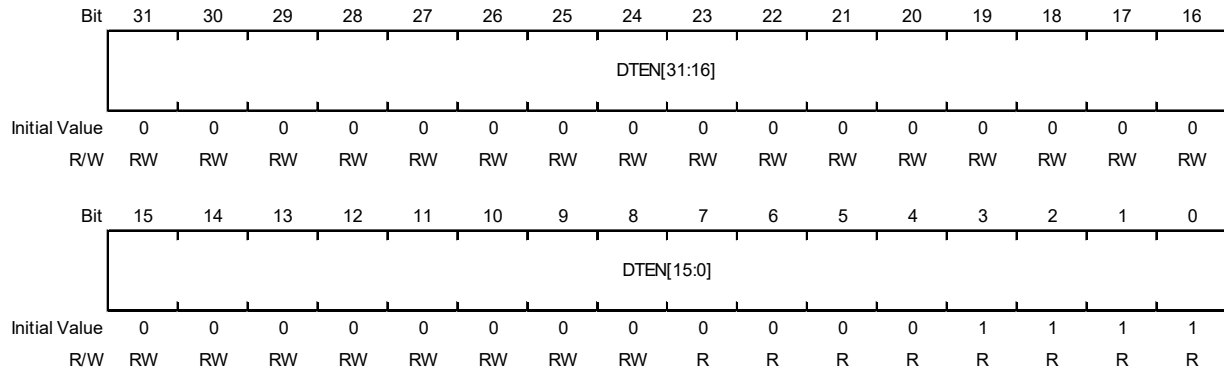 Bit 31 30 29 28 27 26 25 24 23 22 21 20 19 18 17 16
DTEN[31:16]
Initial Value 0 0 0 0 0 0 0 0 0 0 0 0 0 0 0 0
R/W RW RW RW RW RW RW RW RW RW RW RW RW RW RW RW RW
Bit 15 14 13 12 11 10 9 8 7 6 5 4 3 2 1 0
DTEN[15:0]
Initial Value 0 0 0 0 0 0 0 0 0 0 0 0 1 1 1 1
R/W RW RW RW RW RW RW RW RW R R R R R R R R